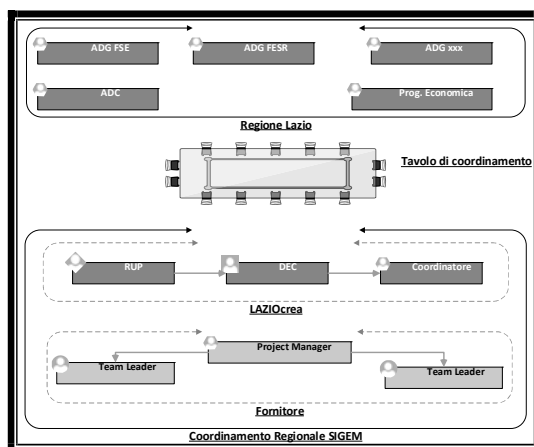 ADG FSE
ADG FESR
ADG xxx
ADC
Prog. Economica
Regione Lazio
Tavolo di coordinamento
RUP
DEC
Coordinatore
LAZIOcrea
Project Manager
Team Leader
Team Leader
Fornitore
Coordinamento Regionale SIGEM